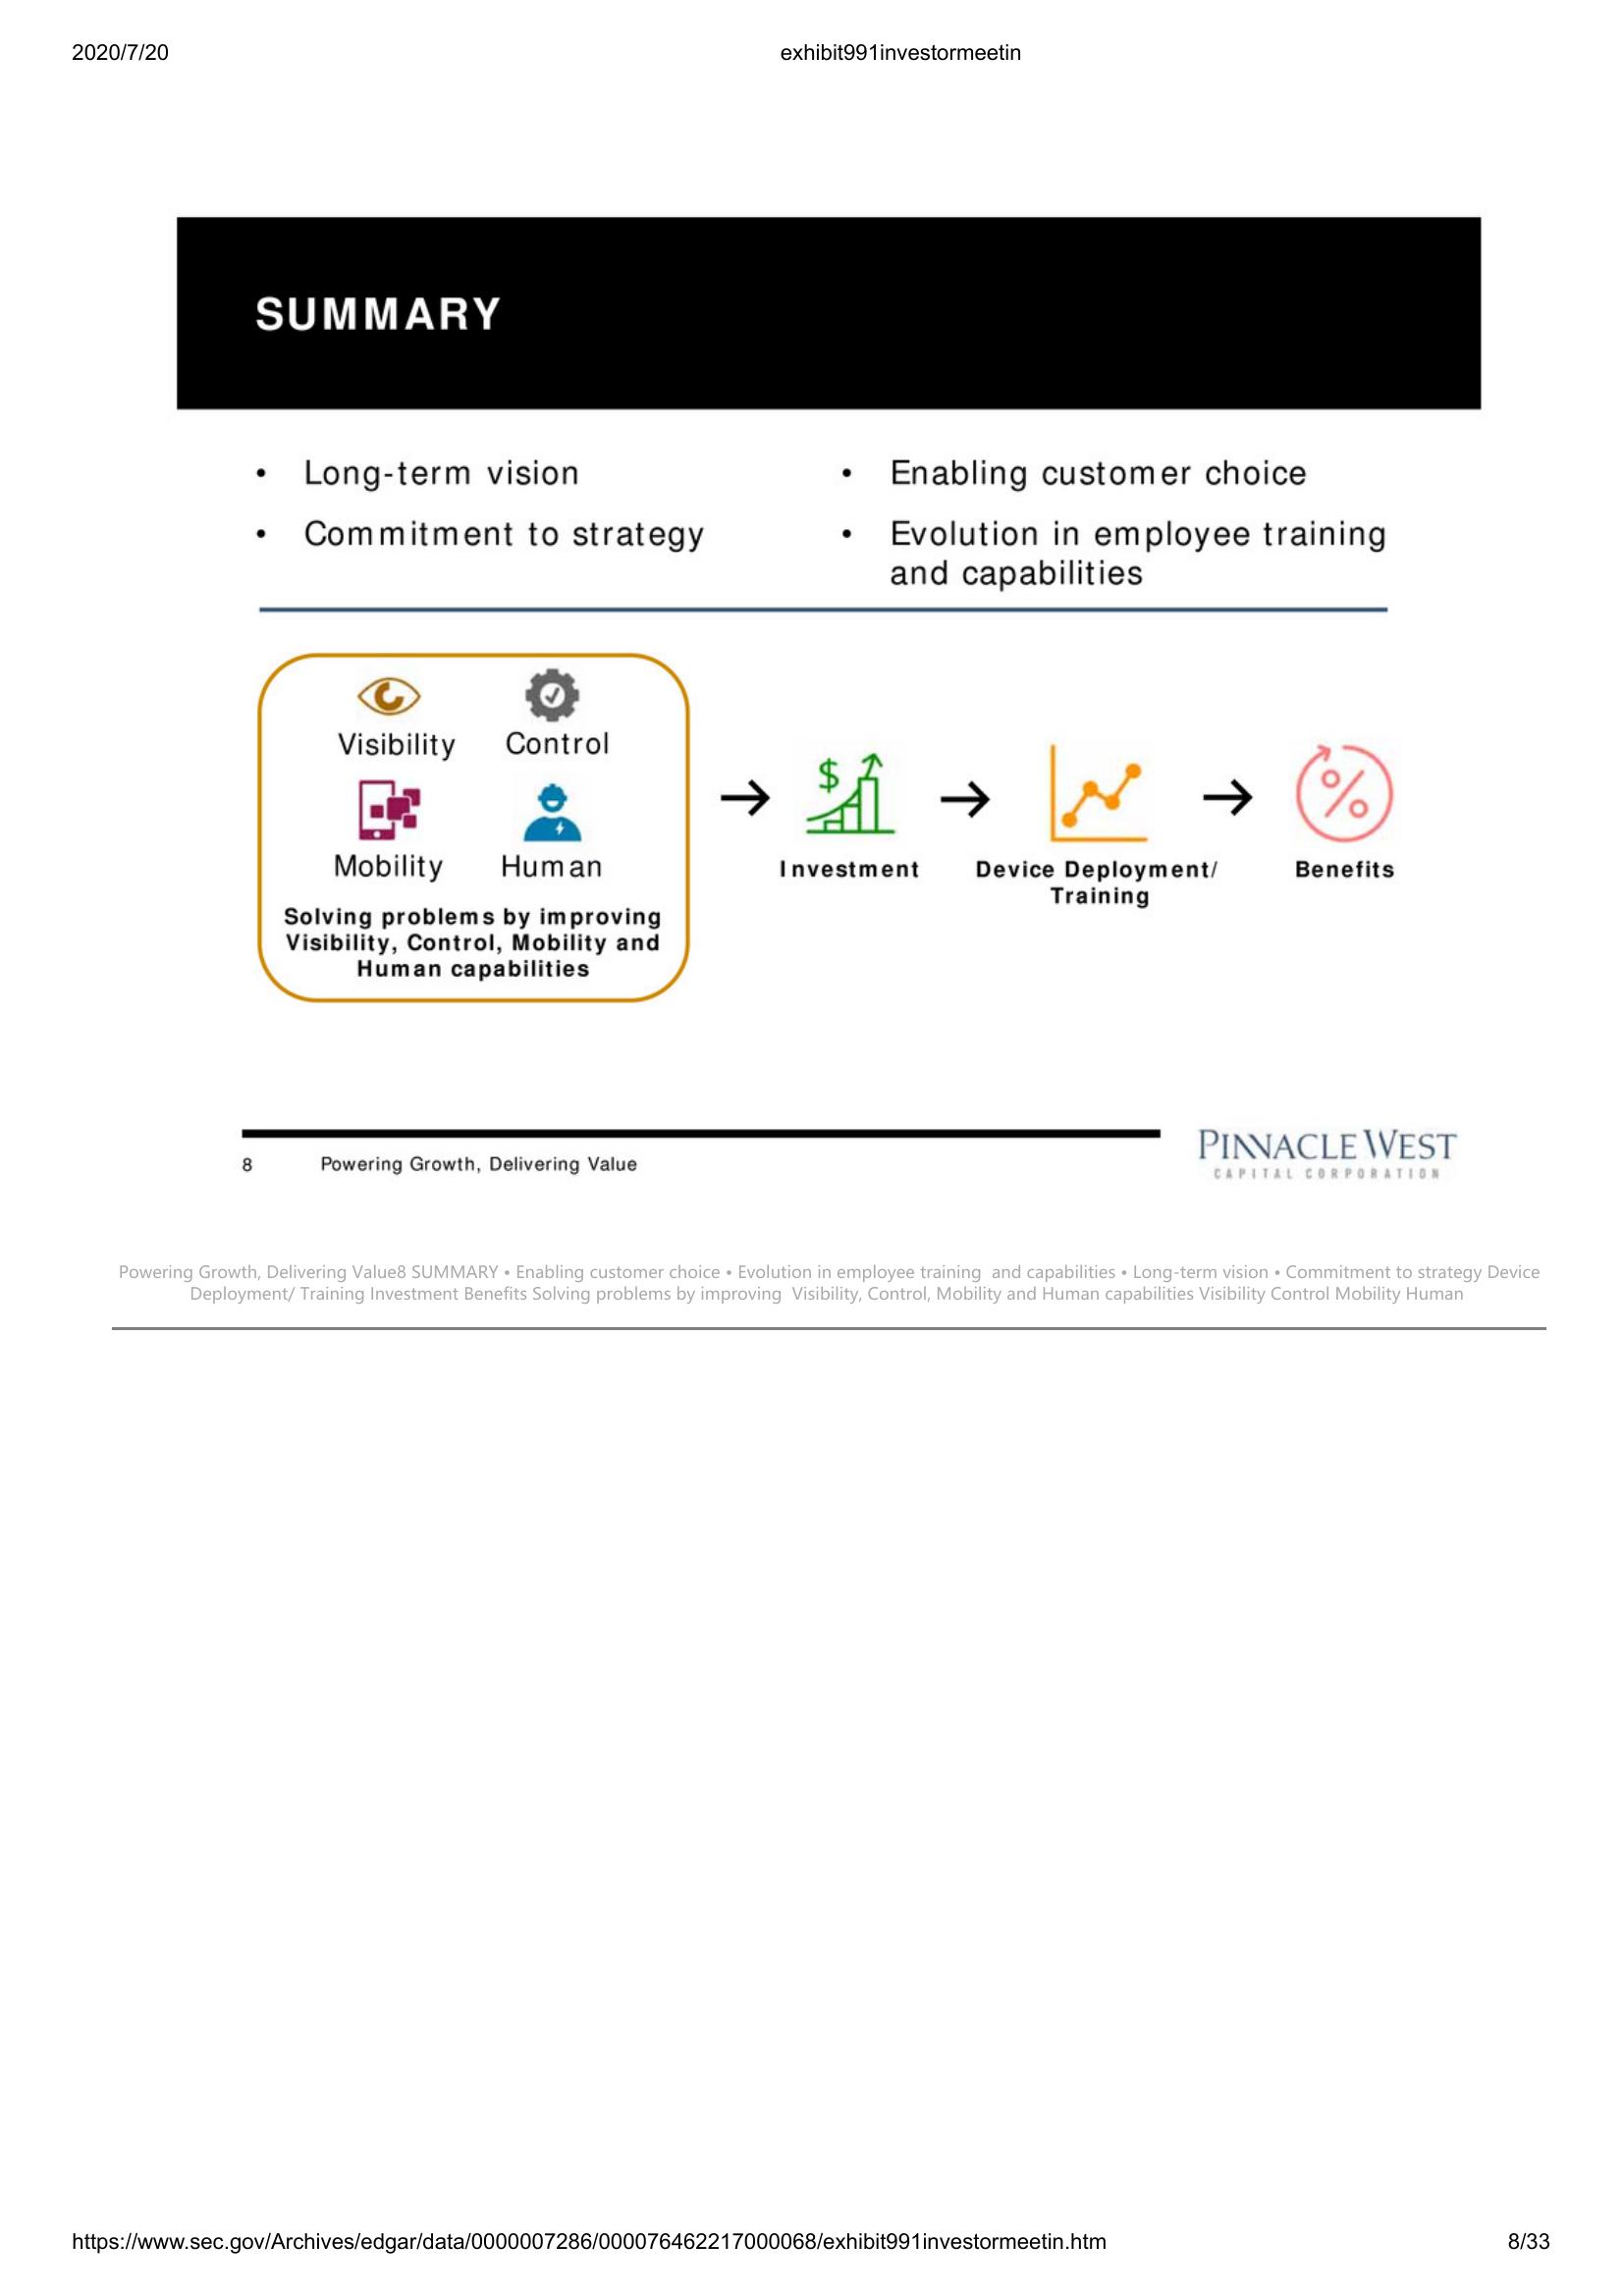 2020/7/20
exhibit991investormeetin
SUMMARY
• Long-term vision
• Commitment to strategy
• Enabling customer choice
• Evolution in employee training
and capabilities
Visibility
Control
Mobility
Human
Solving problems by improving
Visibility, Control, Mobility and
Human capabilities
$
Investment
Device Deployment/
Training
%
Benefits
8
Powering Growth, Delivering Value
PINNACLE WEST
CAPITAL CORPORATION
Powering Growth, Delivering Value8 SUMMARY • Enabling customer choice • Evolution in employee training  and capabilities • Long-term vision • Commitment to strategy Device
Deployment/ Training Investment Benefits Solving problems by improving  Visibility, Control, Mobility and Human capabilities Visibility Control Mobility Human
https://www.sec.gov/Archives/edgar/data/0000007286/000076462217000068/exhibit991investormeetin.htm
8/33